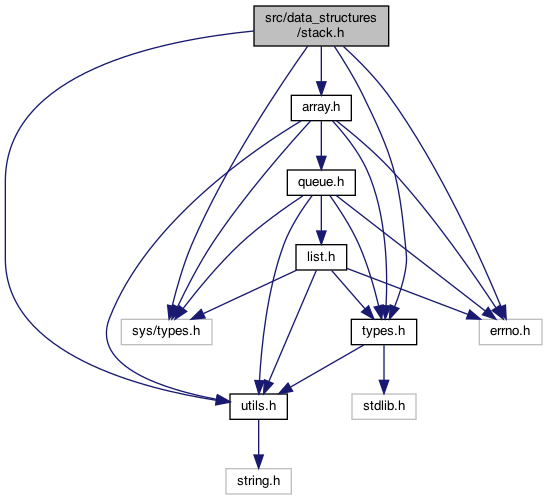 src/data_structures
/stack.h
array.h
queue.h
list.h
sys/types.h
types.h
errno.h
utils.h
stdlib.h
string.h